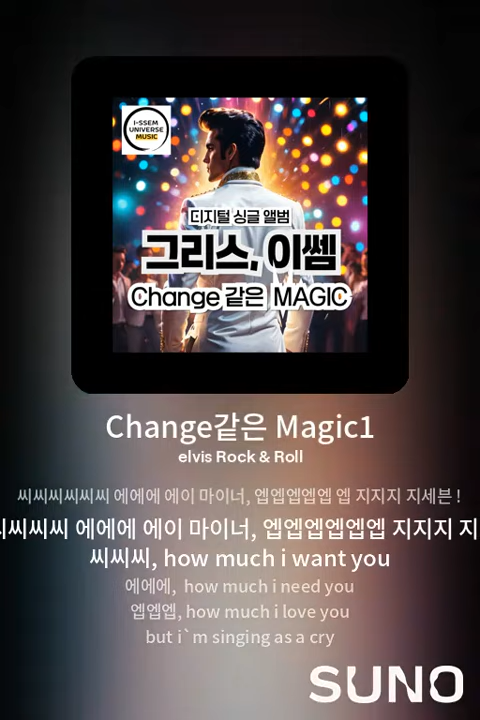 I-SSEM
UNIVERSE
MUSIC
디지털 싱글 앨범
그리스, 이쎔
Change 같은 MAGIC
Change같은 Magic1
elvis Rock & Roll
씨씨씨씨씨씨 에에에 에이 마이너, 엡엡엡엡엡 엡 지지지 지세븐 !
씨씨씨씨 에에에 에이 마이너, 엡엡엡엡엡엡 지지지 지
씨씨씨, how much i want you
에에에, how much i need you
엡엡엡, how much i love you
but i`m singing as a cry
SUNO